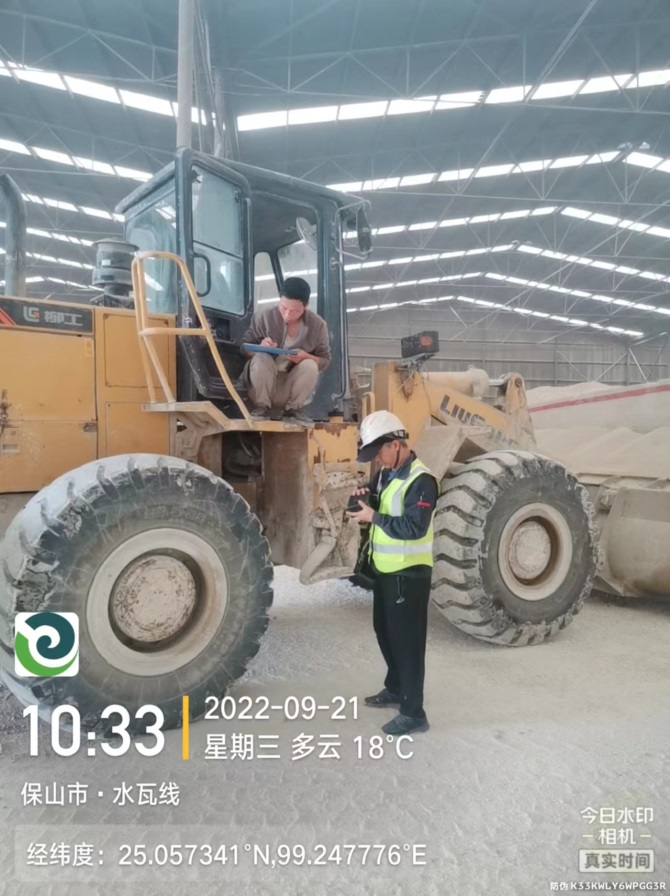 柳工
LIUGONG
10:33
2022-09-21
星期三 多云 18°C
保山市·水瓦线
经纬度：25.057341°N,99.247776°E
今日水印
相机
真实时间
防伪 K33KWLY6WPGG3R